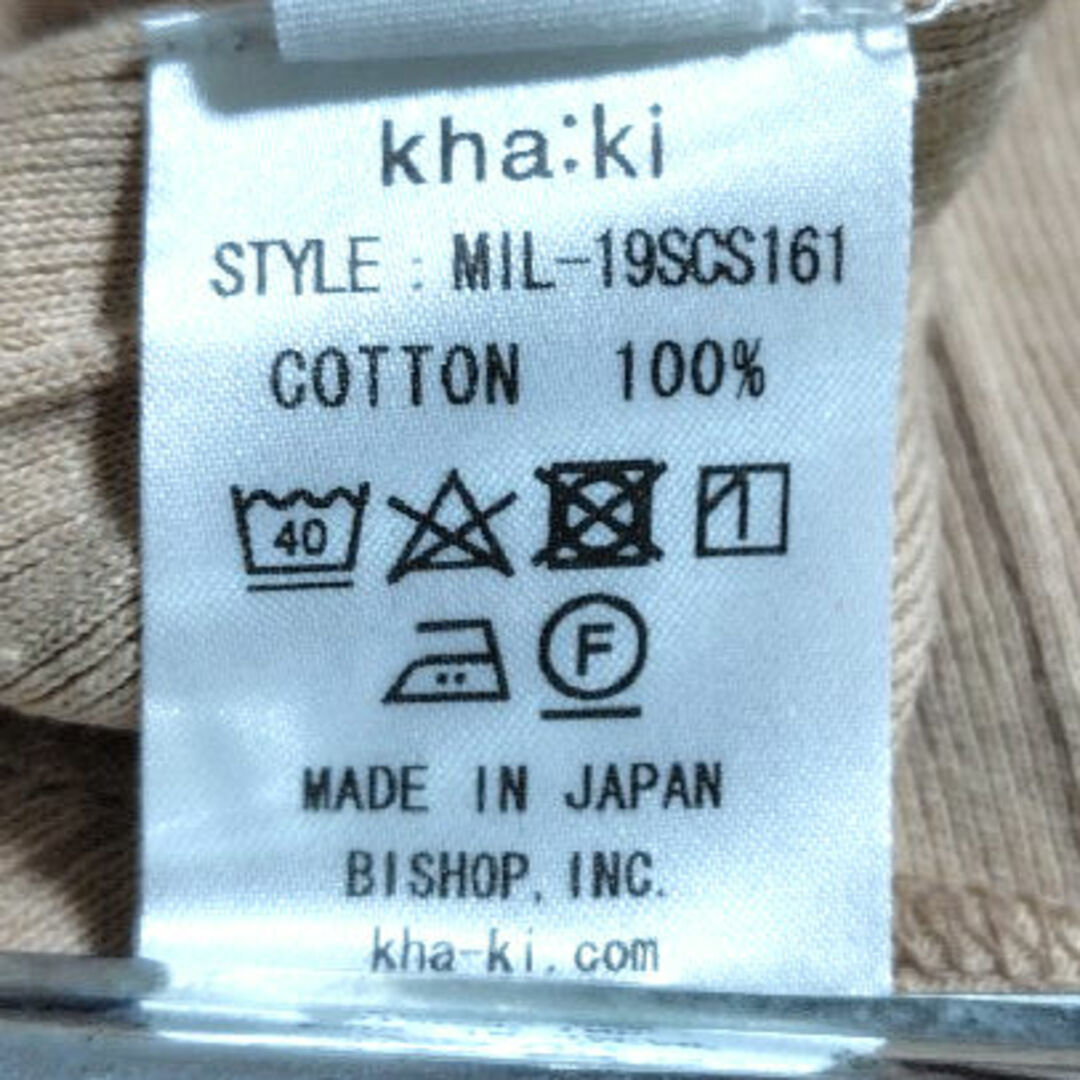 kha:ki
STYLE : MIL-19SCS161
COTTON 100%
40
F
MADE IN JAPAN
BISHOP, INC.
kha-ki.com